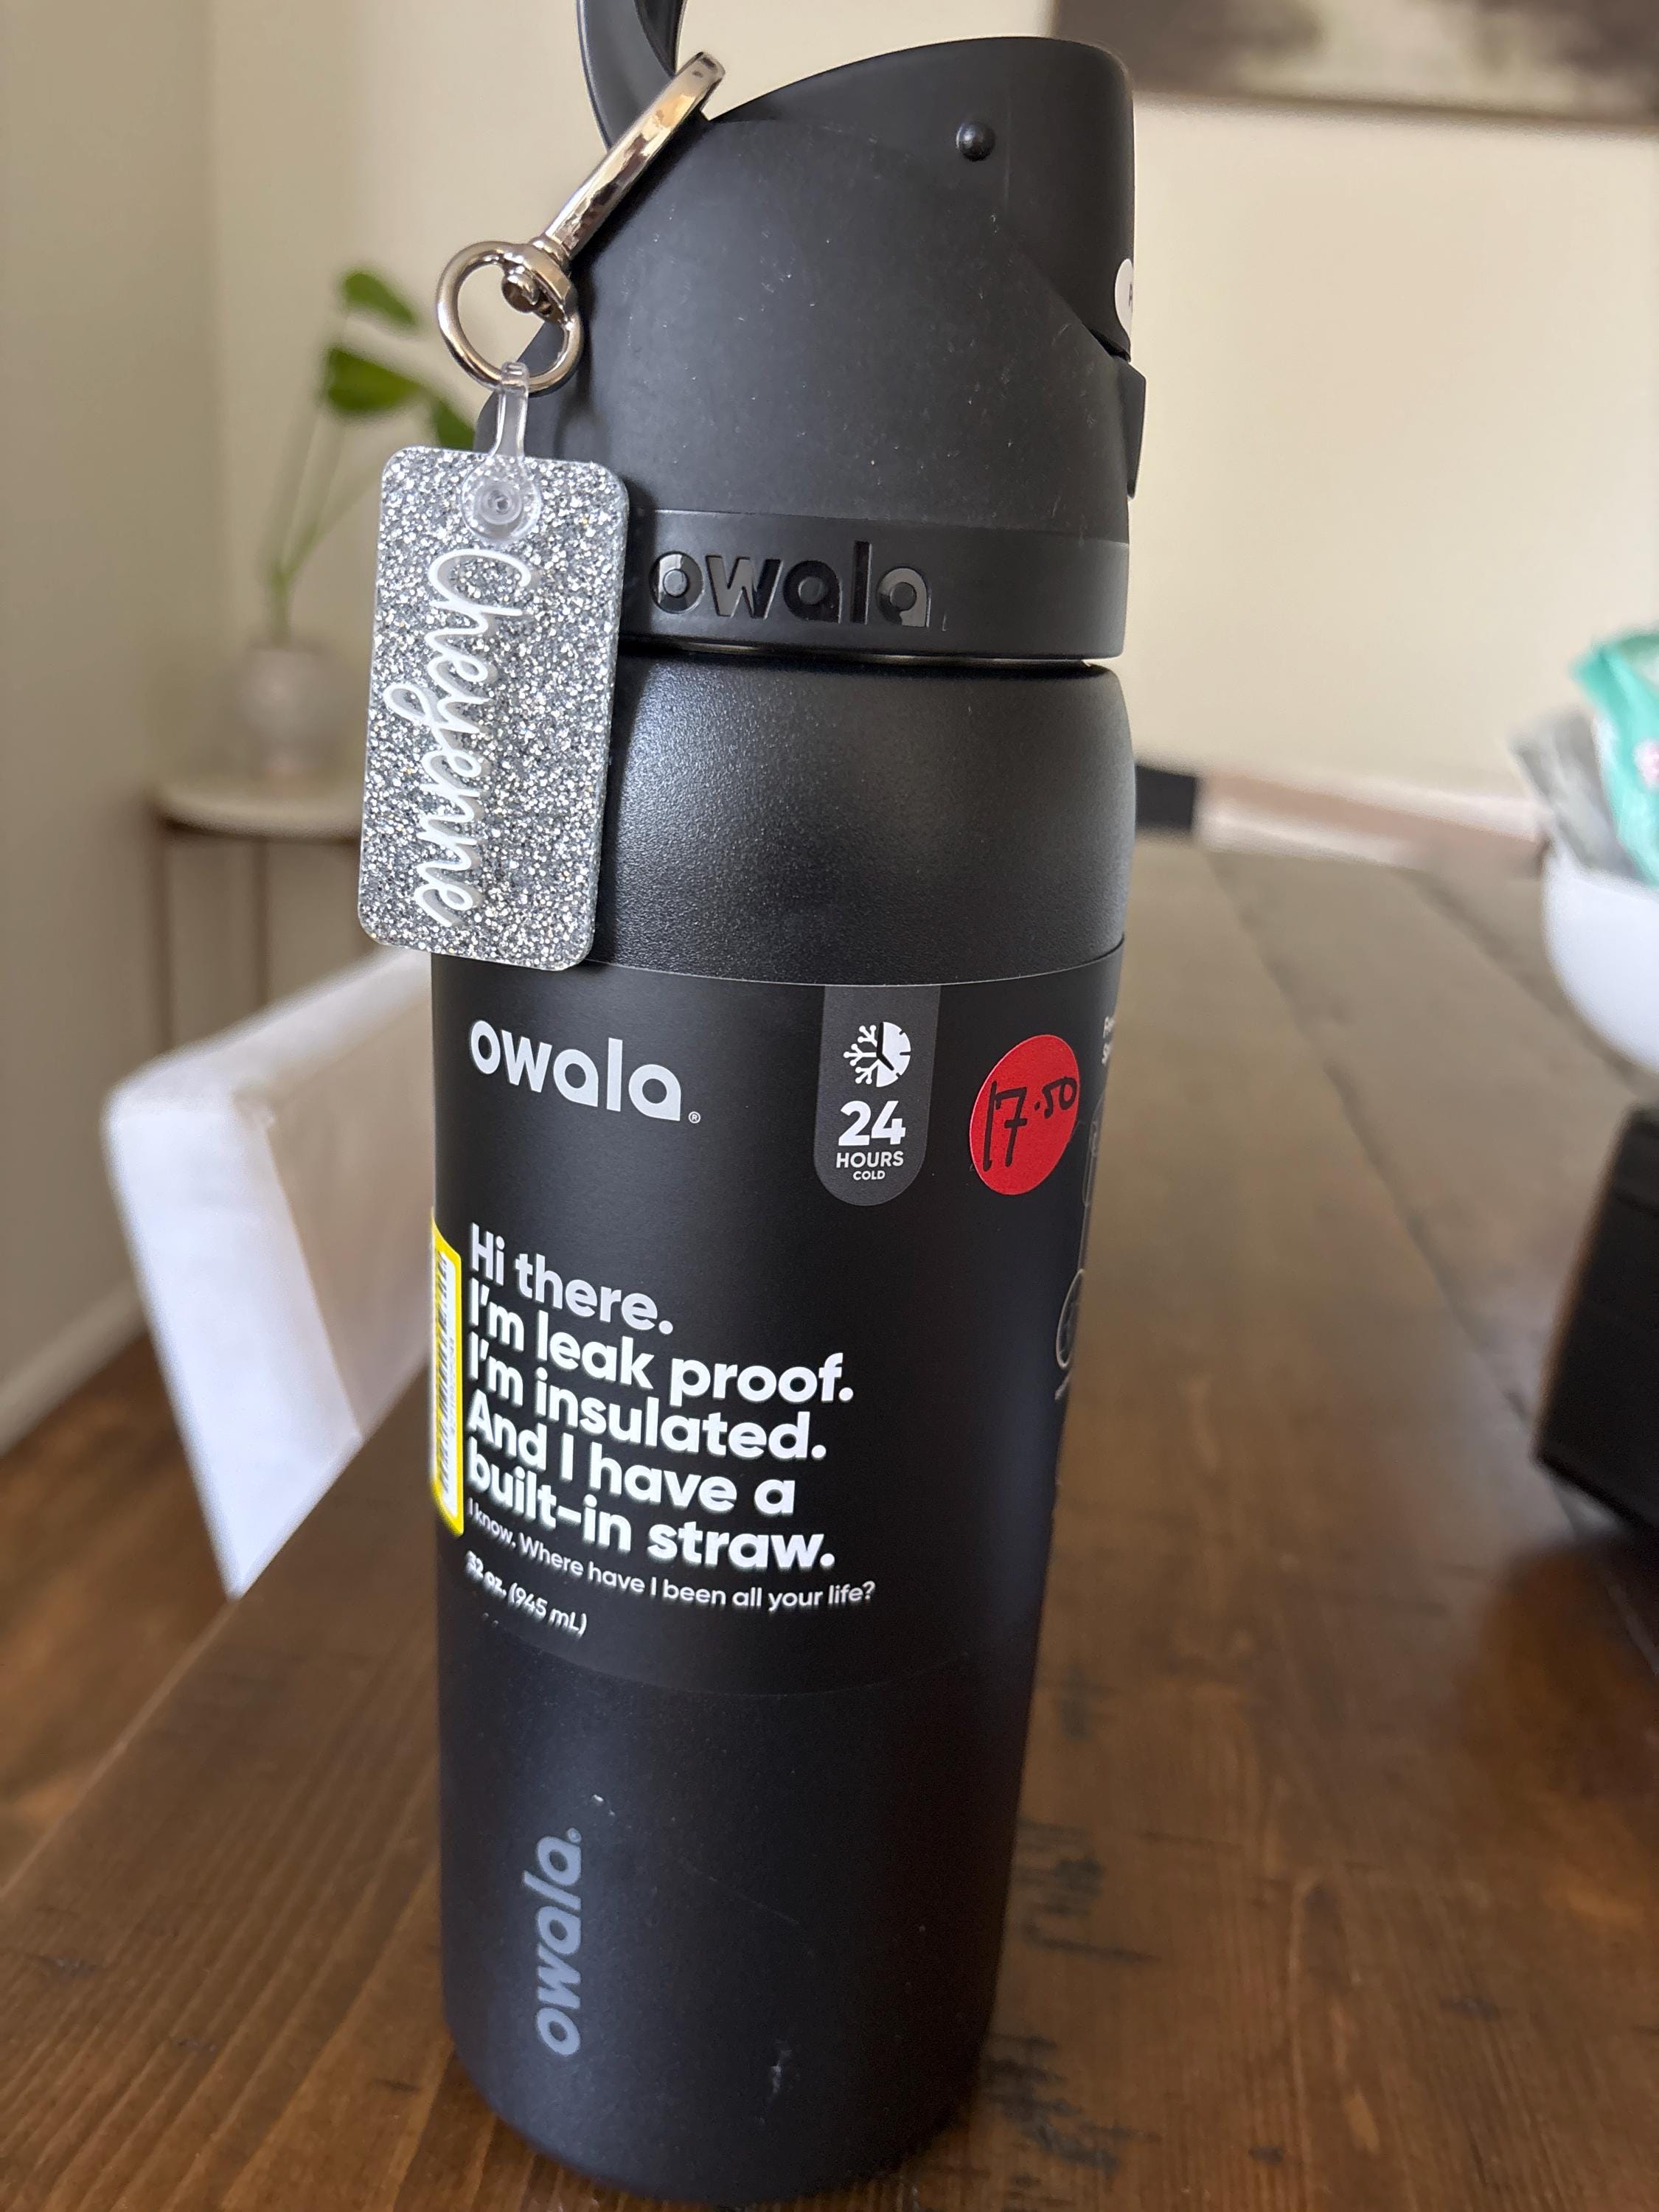 Cheyenne
owala
owala®
24
HOURS
COLD
17.50
Hi there.
I'm leak proof.
I'm insulated.
And I have a
built-in straw.
I know. Where have I been all your life?
32 oz. (945 mL)
owala®